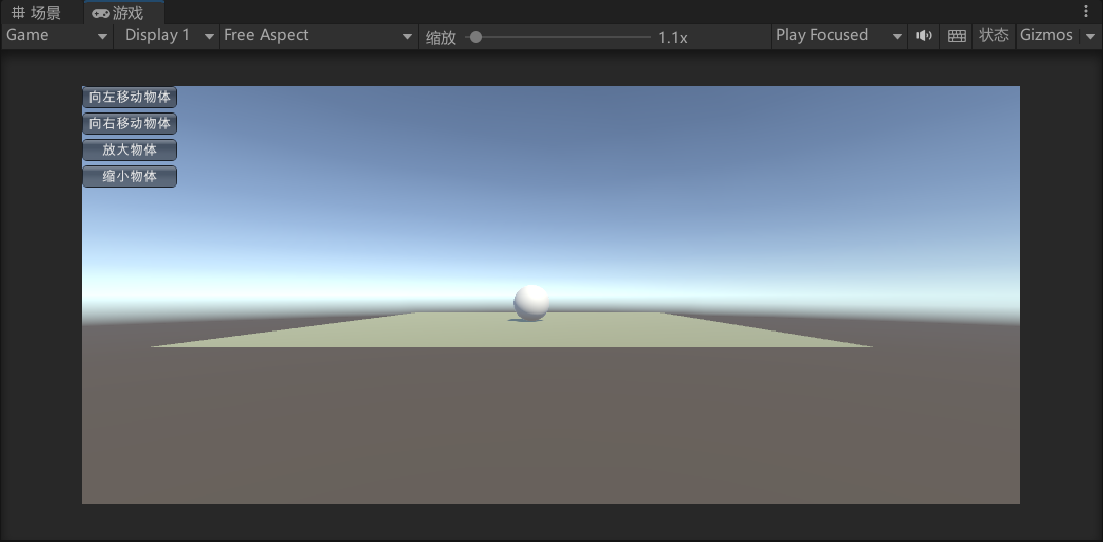 场景 游戏
Game Display 1 Free Aspect 缩放 1.1x Play Focused 状态 Gizmos
向左移动物体
向右移动物体
放大物体
缩小物体